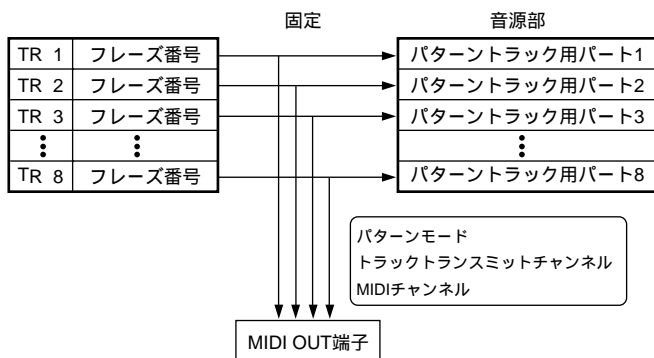 固定 音源部
TR 1 フレーズ番号 パターントラック用パート1
TR 2 フレーズ番号 パターントラック用パート2
TR 3 フレーズ番号 パターントラック用パート3
TR 8 フレーズ番号 パターントラック用パート8
パターンモード
トラックトランスミットチャンネル
MIDIチャンネル
MIDI OUT端子